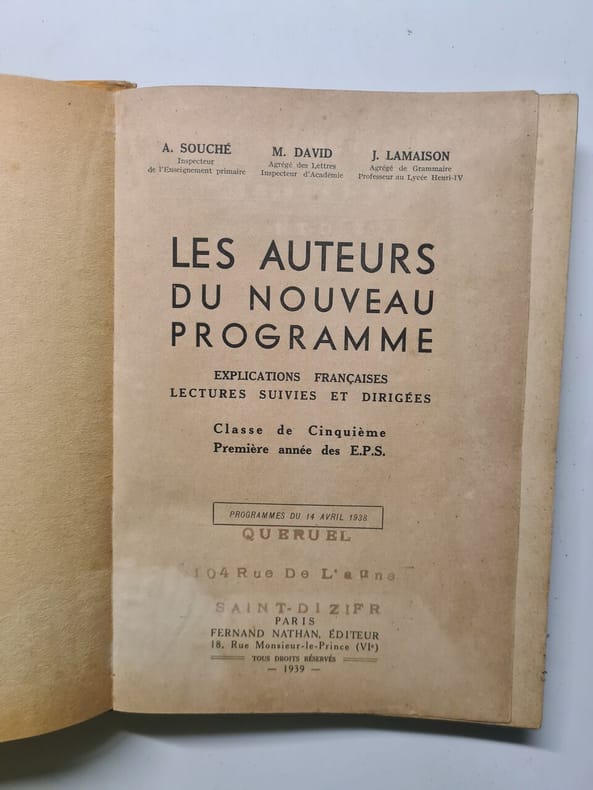 A. SOUCHÉ
Inspecteur
de l'Enseignement primaire
M. DAVID
Agrégé des Lettres
Inspecteur d'Académie
J. LAMAISON
Agrégé de Grammaire
Professeur au Lycée Henri-IV
LES AUTEURS
DU NOUVEAU
PROGRAMME
EXPLICATIONS FRANÇAISES
LECTURES SUIVIES ET DIRIGÉES
Classe de Cinquième
Première année des E.P.S.
PROGRAMMES DU 14 AVRIL 1938
QUERUEL
104 Rue De L'aune
SAINT-DIZIER
PARIS
FERNAND NATHAN, ÉDITEUR
18, Rue Monsieur-le-Prince (VIe)
TOUS DROITS RÉSERVÉS
— 1939 —